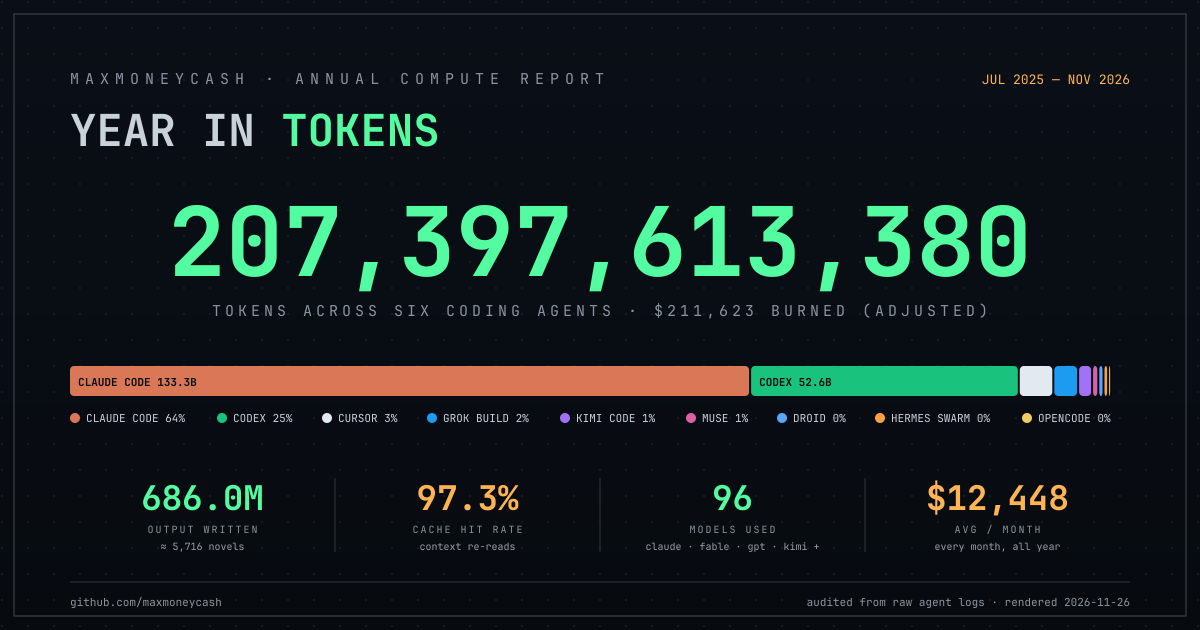 MAXMONEYCASH · ANNUAL COMPUTE REPORT
JUL 2025 — NOV 2026
YEAR IN TOKENS
207,397,613,380
TOKENS ACROSS SIX CODING AGENTS · $211,623 BURNED (ADJUSTED)
CLAUDE CODE 133.3B
CODEX 52.6B
CLAUDE CODE 64%
CODEX 25%
CURSOR 3%
GROK BUILD 2%
KIMI CODE 1%
MUSE 1%
DROID 0%
HERMES SWARM 0%
OPENCODE 0%
686.0M
OUTPUT WRITTEN
≈ 5,716 novels
97.3%
CACHE HIT RATE
context re-reads
96
MODELS USED
claude · fable · gpt · kimi +
$12,448
AVG / MONTH
every month, all year
github.com/maxmoneycash
audited from raw agent logs · rendered 2026-11-26